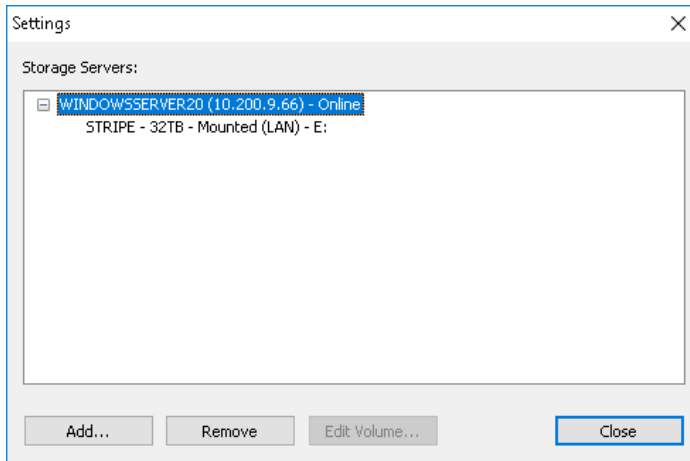 Settings
Storage Servers:
WINDOWSSERVER20 (10.200.9.66) - Online
STRIPE - 32TB - Mounted (LAN) - E:
Add...
Remove
Edit Volume...
Close